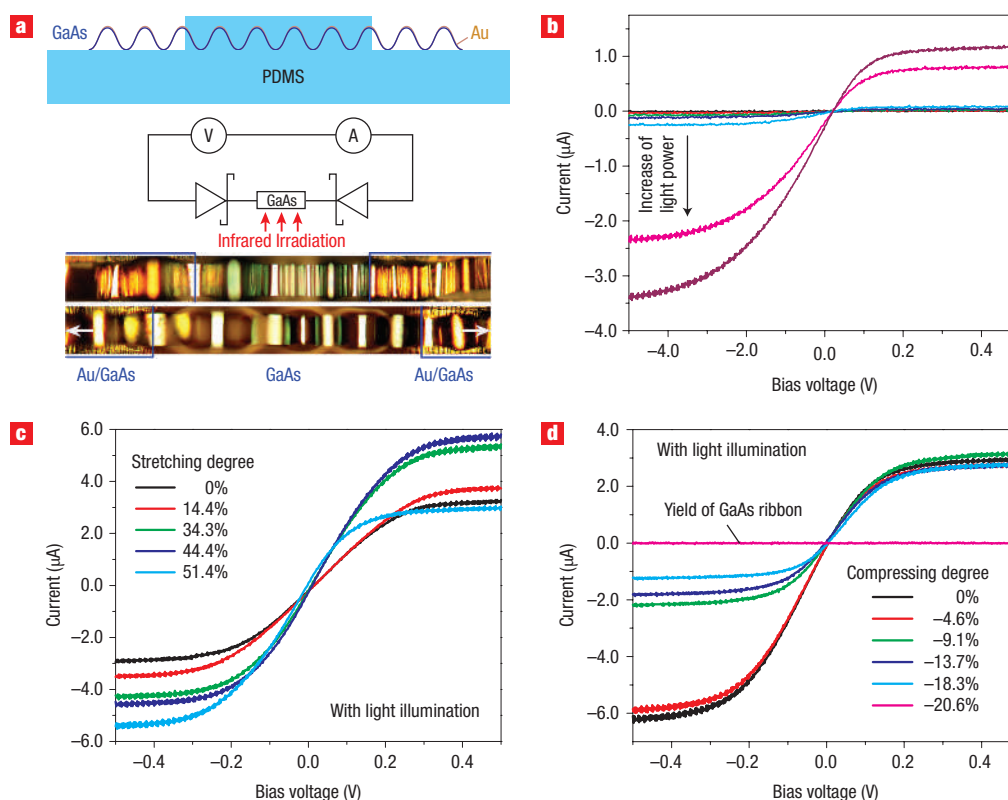 a
GaAs
Au
PDMS
V
A
GaAs
Infrared Irradiation
Au/GaAs
GaAs
Au/GaAs
b
1.0
0.0
–1.0
–2.0
–3.0
–4.0
Current (µA)
Increase of
light power
–4.0
–2.0
0.0
0.2
0.4
Bias voltage (V)
c
6.0
4.0
2.0
0.0
–2.0
–4.0
–6.0
Current (µA)
Stretching degree
0%
14.4%
34.3%
44.4%
51.4%
With light illumination
–0.4
–0.2
0.0
0.2
0.4
Bias voltage (V)
d
4.0
2.0
0.0
–2.0
–4.0
–6.0
Current (µA)
With light illumination
Yield of GaAs ribbon
Compressing degree
0%
–4.6%
–9.1%
–13.7%
–18.3%
–20.6%
–0.4
–0.2
0.0
0.2
0.4
Bias voltage (V)